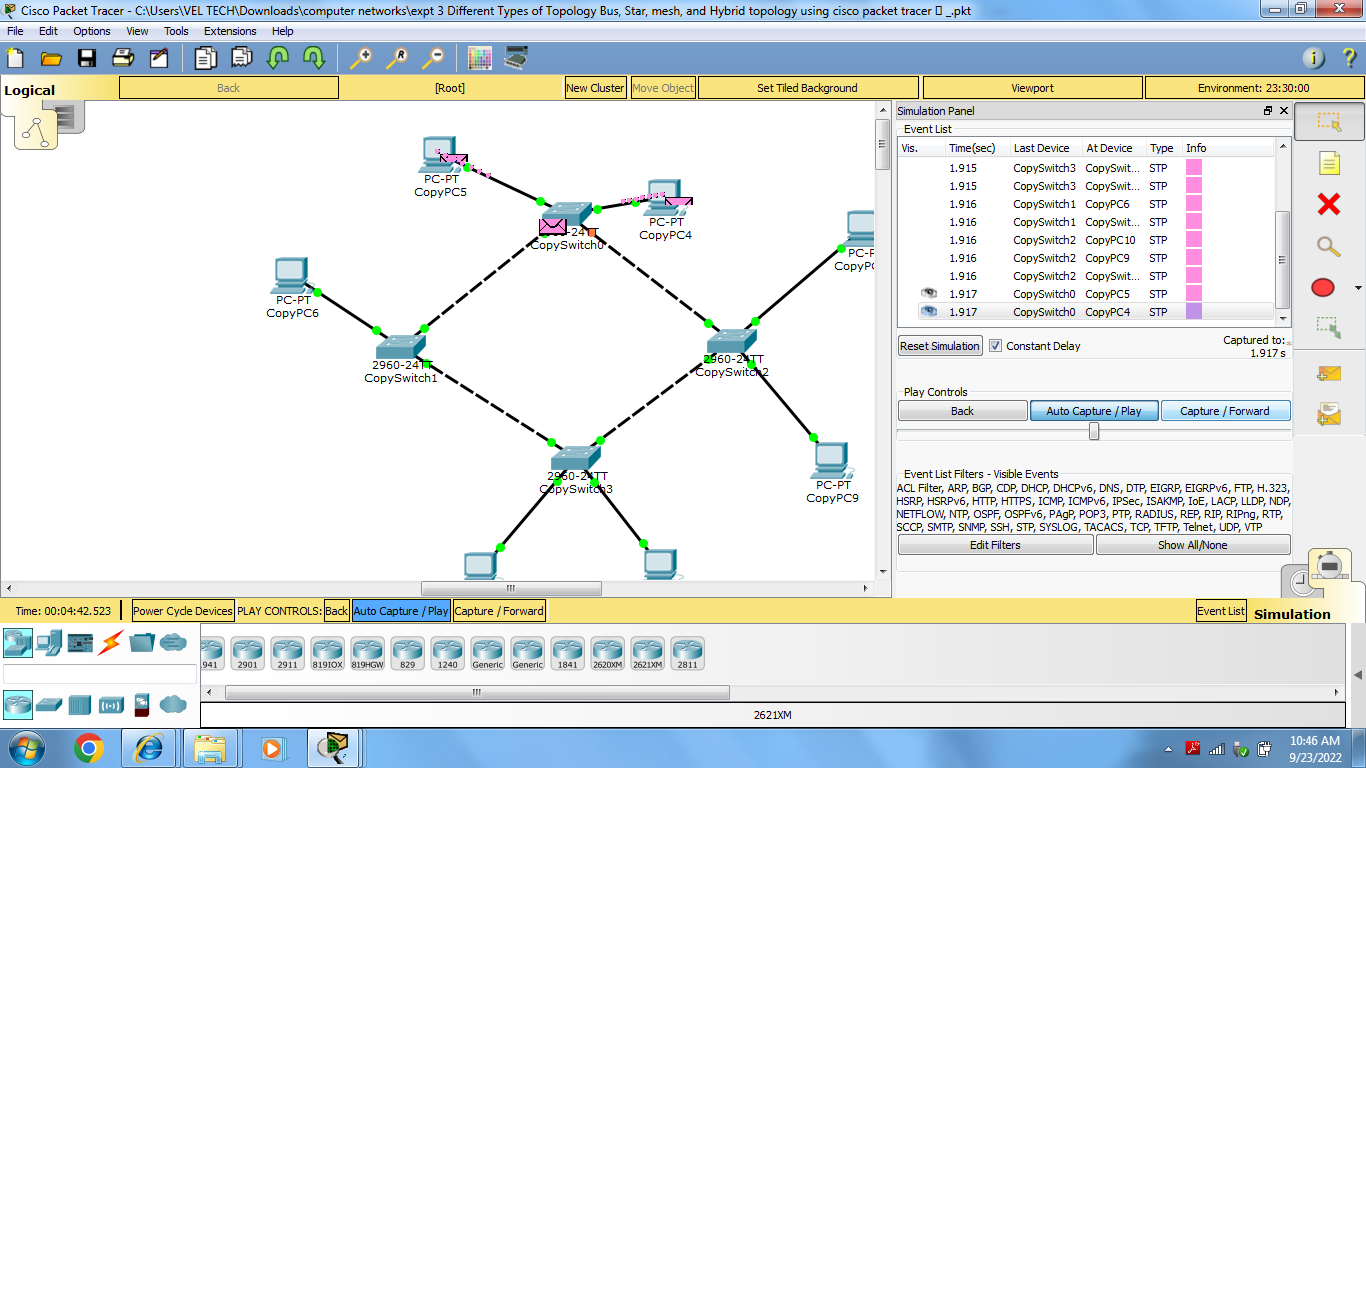 Cisco Packet Tracer - C:\Users\VEL TECH\Downloads\computer networks\expt 3 Different Types of Topology Bus, Star, mesh, and Hybrid topology using cisco packet tracer _.pkt
File Edit Options View Tools Extensions Help
Logical Back [Root] New Cluster Move Object Set Tiled Background Viewport Environment: 23:30:00
PC-PT
CopyPC5
PC-PT
CopyPC4
CopySwitch0
PC-PT
CopyPC6
2960-24TT
CopySwitch1
2960-24TT
CopySwitch2
2960-24TT
CopySwitch3
PC-PT
CopyPC9
Simulation Panel
Event List
Vis. Time(sec) Last Device At Device Type Info
1.915 CopySwitch3 CopySwit... STP
1.915 CopySwitch3 CopySwit... STP
1.916 CopySwitch1 CopyPC6 STP
1.916 CopySwitch1 CopySwit... STP
1.916 CopySwitch2 CopyPC10 STP
1.916 CopySwitch2 CopyPC9 STP
1.916 CopySwitch2 CopySwit... STP
1.917 CopySwitch0 CopyPC5 STP
1.917 CopySwitch0 CopyPC4 STP
Reset Simulation Constant Delay Captured to:
1.917 s
Play Controls
Back Auto Capture / Play Capture / Forward
Event List Filters - Visible Events
ACL Filter, ARP, BGP, CDP, DHCP, DHCPv6, DNS, DTP, EIGRP, EIGRPv6, FTP, H.323,
HSRP, HSRPv6, HTTP, HTTPS, ICMP, ICMPv6, IPSec, ISAKMP, IoE, LACP, LLDP, NDP,
NETFLOW, NTP, OSPF, OSPFv6, PAgP, POP3, PTP, RADIUS, REP, RIP, RIPng, RTP,
SCCP, SMTP, SNMP, SSH, STP, SYSLOG, TACACS, TCP, TFTP, Telnet, UDP, VTP
Edit Filters Show All/None
Time: 00:04:42.523 Power Cycle Devices PLAY CONTROLS: Back Auto Capture / Play Capture / Forward Event List Simulation
941 2901 2911 819IOX 819HGW 829 1240 Generic Generic 1841 2620XM 2621XM 2811
2621XM
10:46 AM
9/23/2022